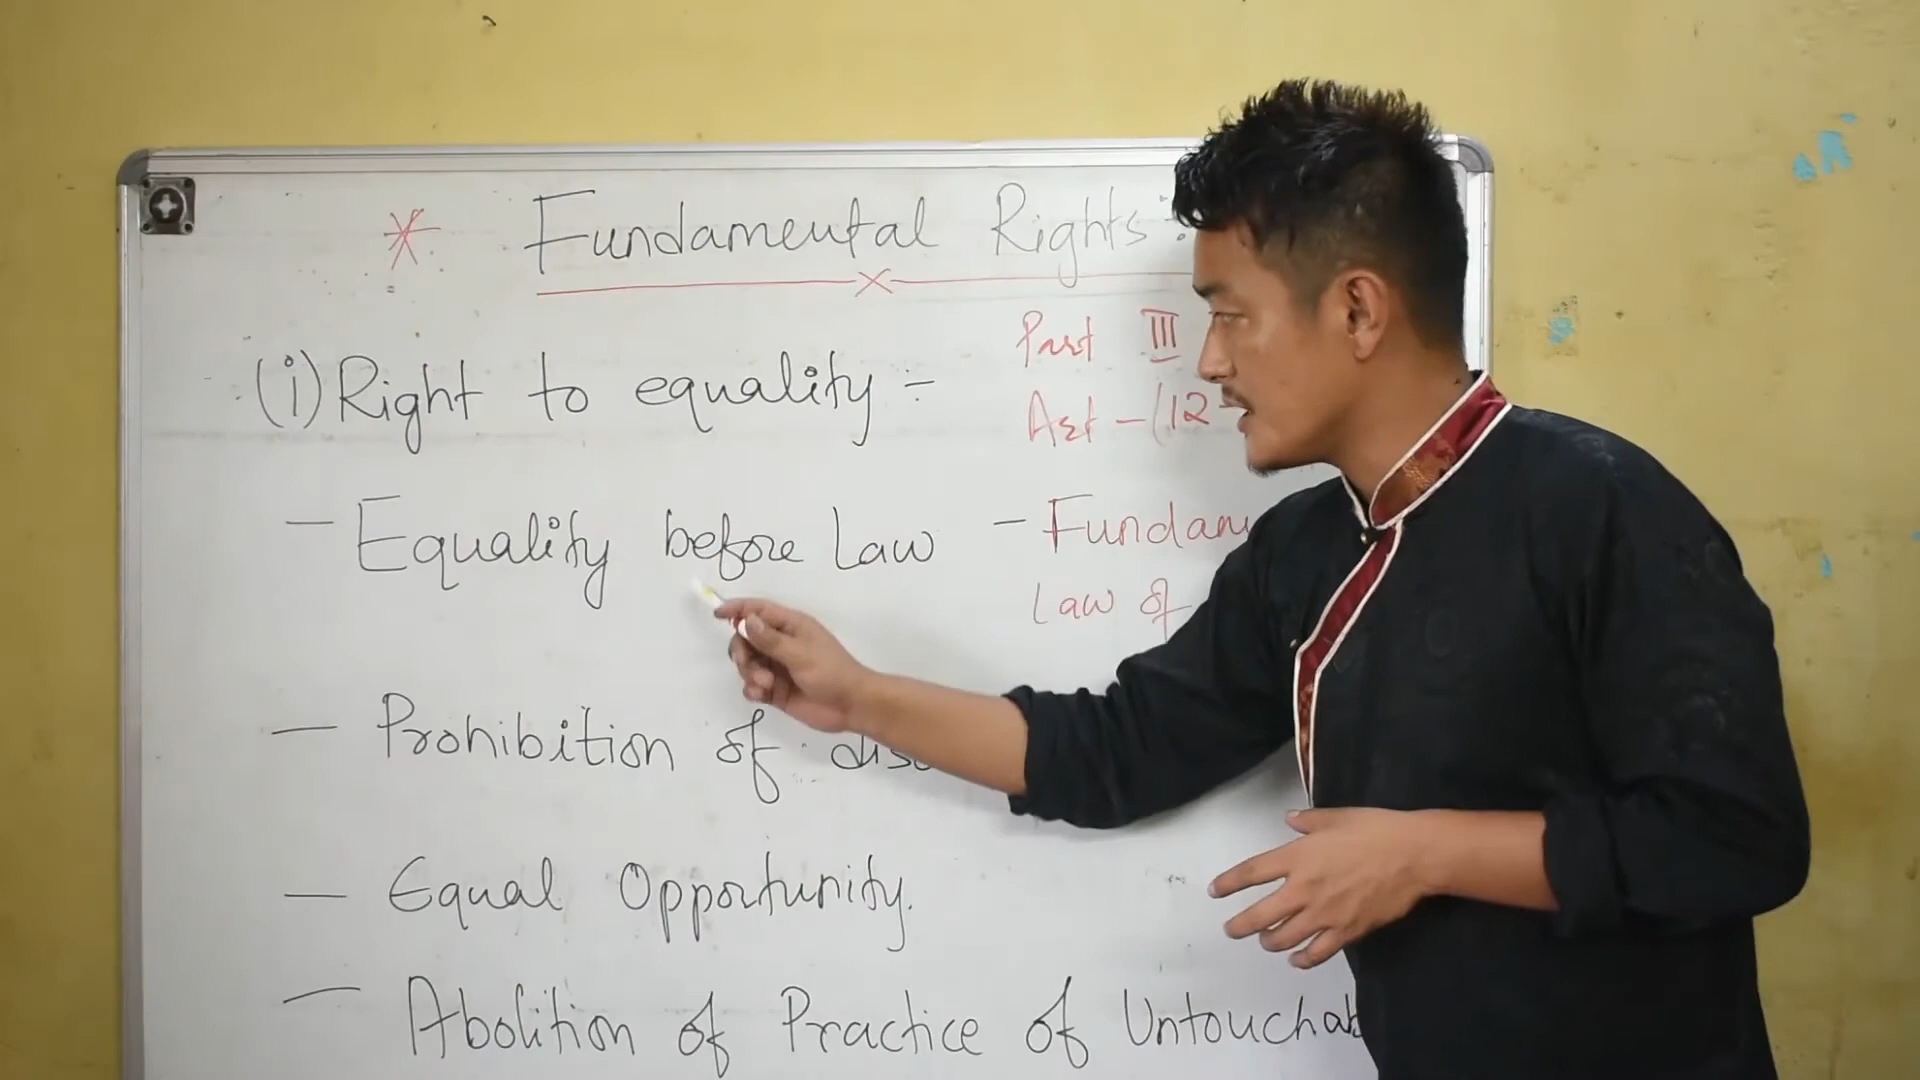 * Fundamental Rights :
Part III
Art - (12 -
(i) Right to equality :-
- Equality before Law
- Fundam
Law of
- Prohibition of disc
- Equal Opportunity.
- Abolition of Practice of Untouchab